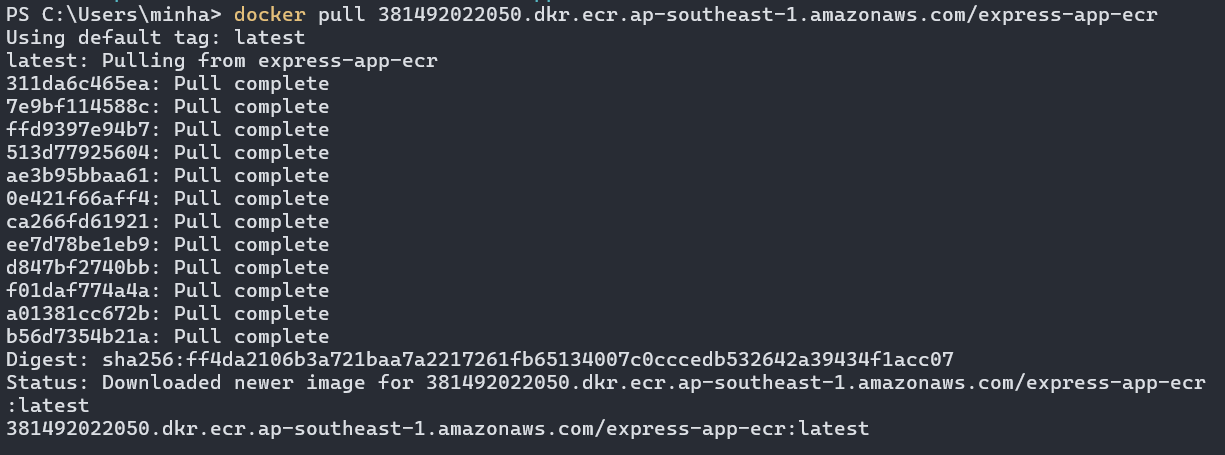 PS C:\Users\minha> docker pull 381492022050.dkr.ecr.ap-southeast-1.amazonaws.com/express-app-ecr
Using default tag: latest
latest: Pulling from express-app-ecr
311da6c465ea: Pull complete
7e9bf114588c: Pull complete
ffd9397e94b7: Pull complete
513d77925604: Pull complete
ae3b95bbaa61: Pull complete
0e421f66aff4: Pull complete
ca266fd61921: Pull complete
ee7d78be1eb9: Pull complete
d847bf2740bb: Pull complete
f01daf774a4a: Pull complete
a01381cc672b: Pull complete
b56d7354b21a: Pull complete
Digest: sha256:ff4da2106b3a721baa7a2217261fb65134007c0cccedb532642a39434f1acc07
Status: Downloaded newer image for 381492022050.dkr.ecr.ap-southeast-1.amazonaws.com/express-app-ecr
:latest
381492022050.dkr.ecr.ap-southeast-1.amazonaws.com/express-app-ecr:latest